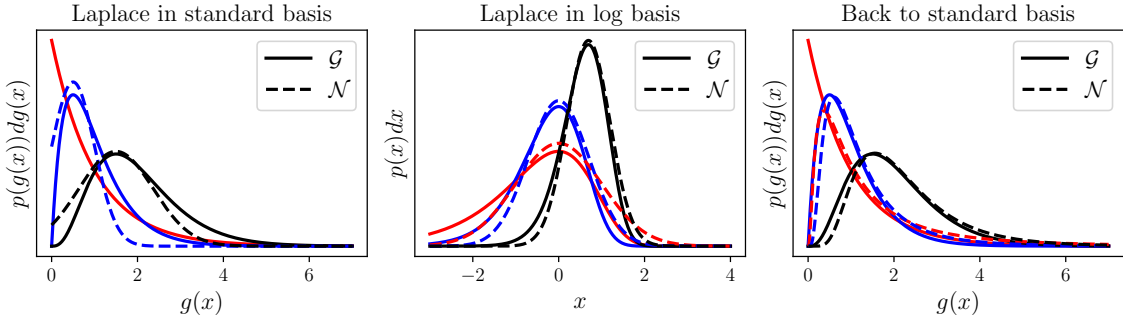 Laplace in standard basis
p(g(x))dg(x)
𝒢
𝒩
0 2 4 6
g(x)
Laplace in log basis
p(x)dx
𝒢
𝒩
−2 0 2 4
x
Back to standard basis
p(g(x))dg(x)
𝒢
𝒩
0 2 4 6
g(x)